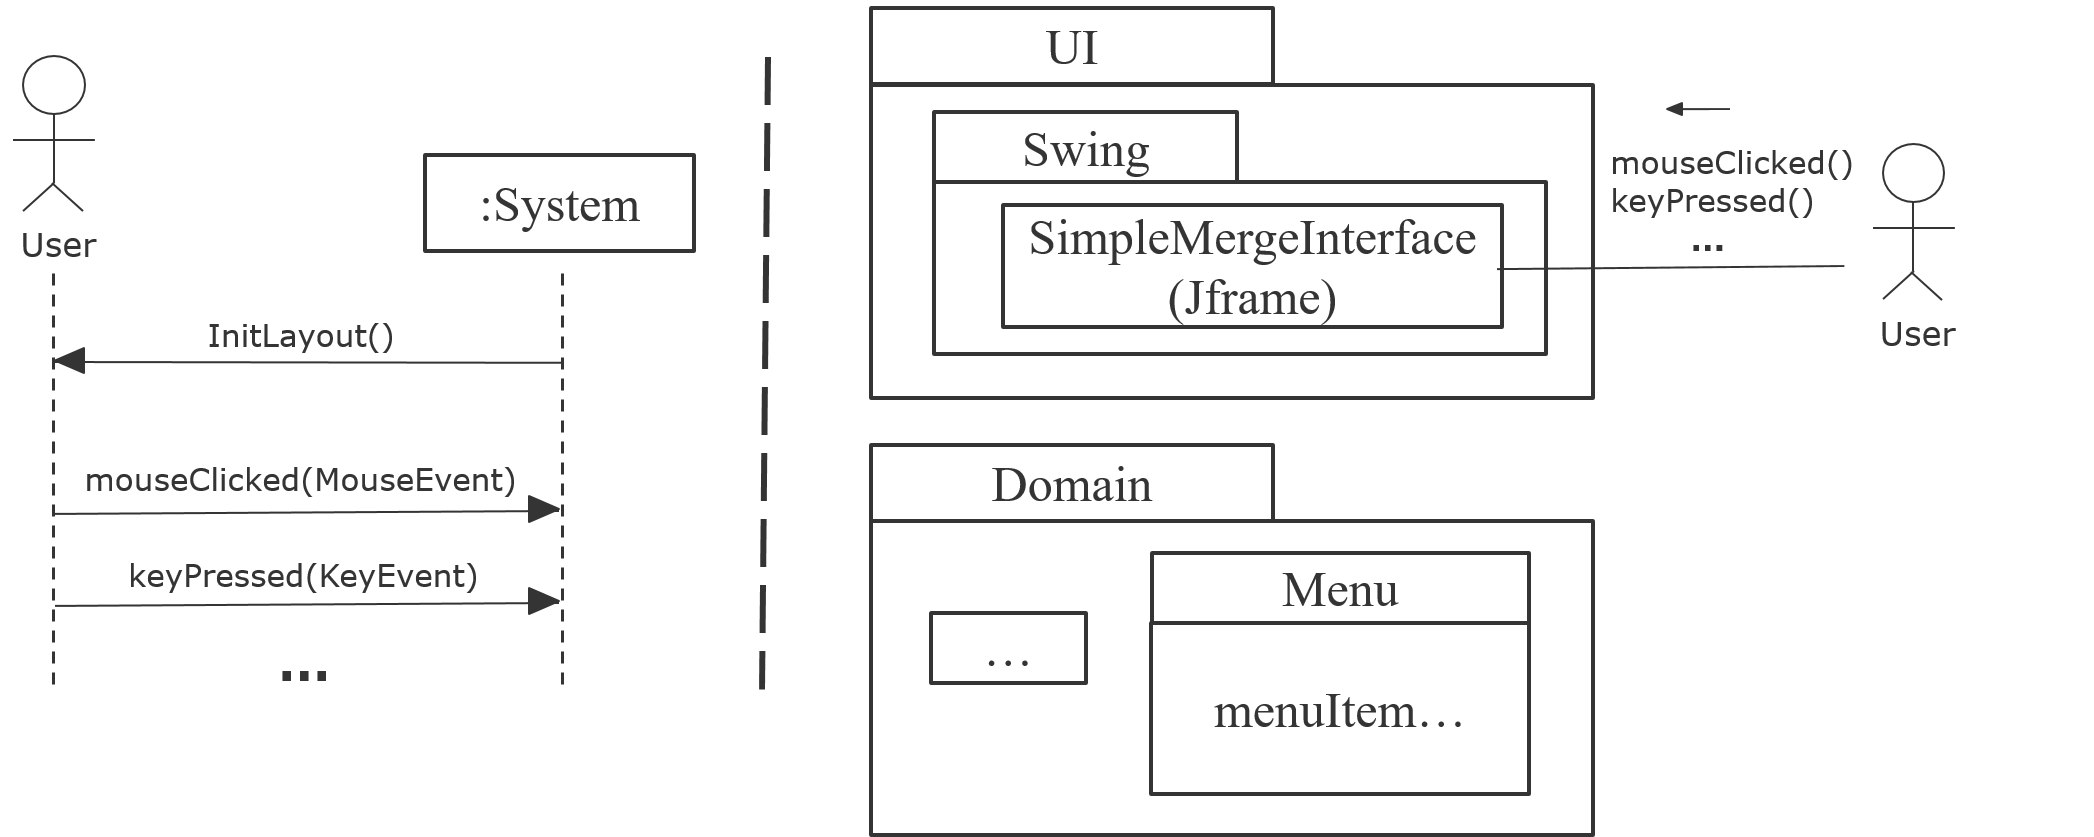 User
:System
InitLayout()
mouseClicked(MouseEvent)
keyPressed(KeyEvent)
...
UI
Swing
SimpleMergeInterface
(Jframe)
mouseClicked()
keyPressed()
...
User
Domain
…
Menu
menuItem…